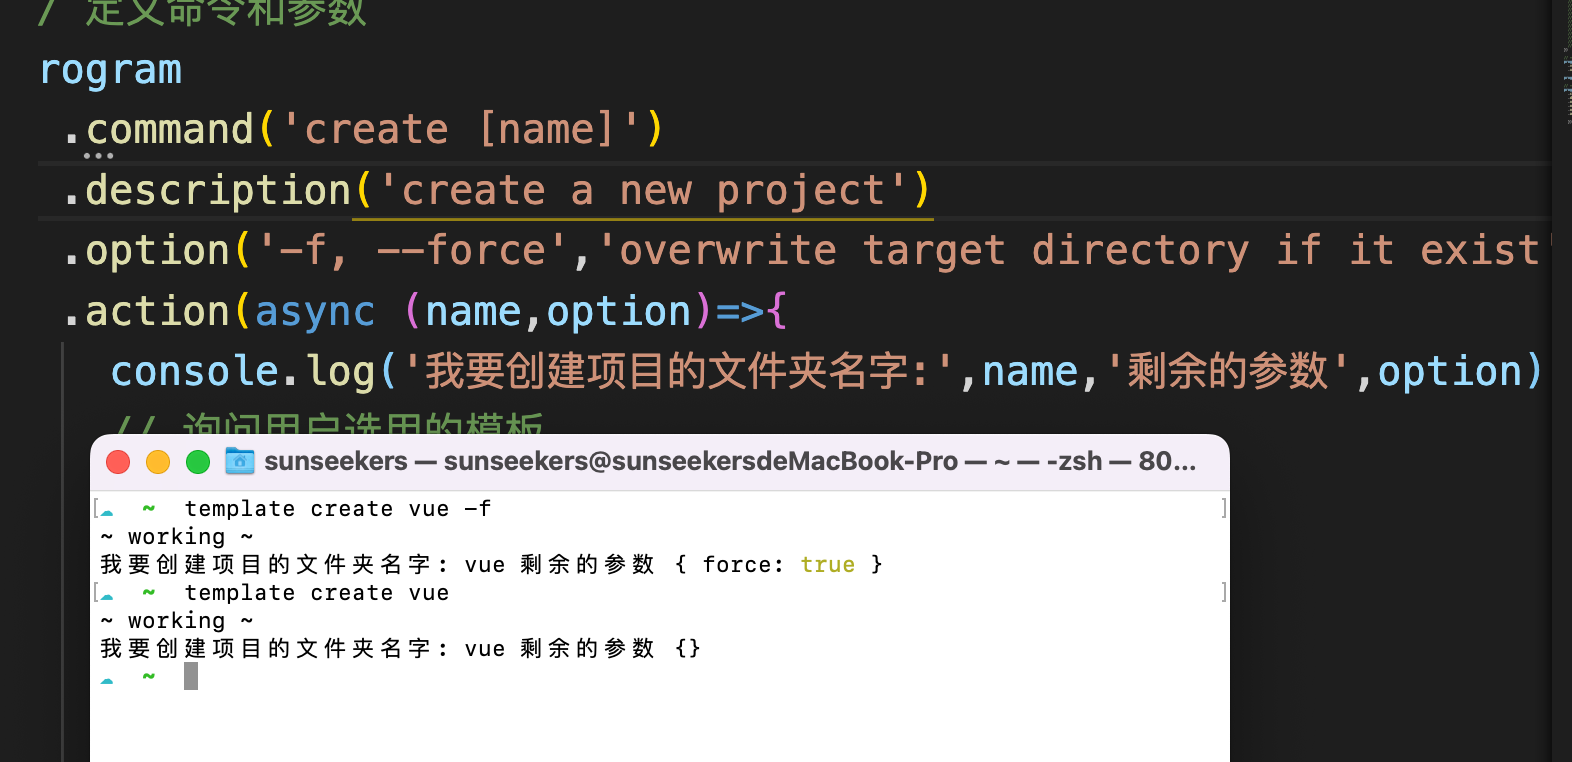 / 定义命令和参数
rogram
.command('create [name]')
.description('create a new project')
.option('-f, --force','overwrite target directory if it exist'
.action(async (name,option)=>{
console.log('我要创建项目的文件夹名字:',name,'剩余的参数',option)
// 询问用户选用的模板
sunseekers — sunseekers@sunseekersdeMacBook-Pro — ~ — -zsh — 80...
[☁ ~ template create vue -f ]
~ working ~
我要创建项目的文件夹名字: vue 剩余的参数 { force: true }
[☁ ~ template create vue ]
~ working ~
我要创建项目的文件夹名字: vue 剩余的参数 {}
☁ ~